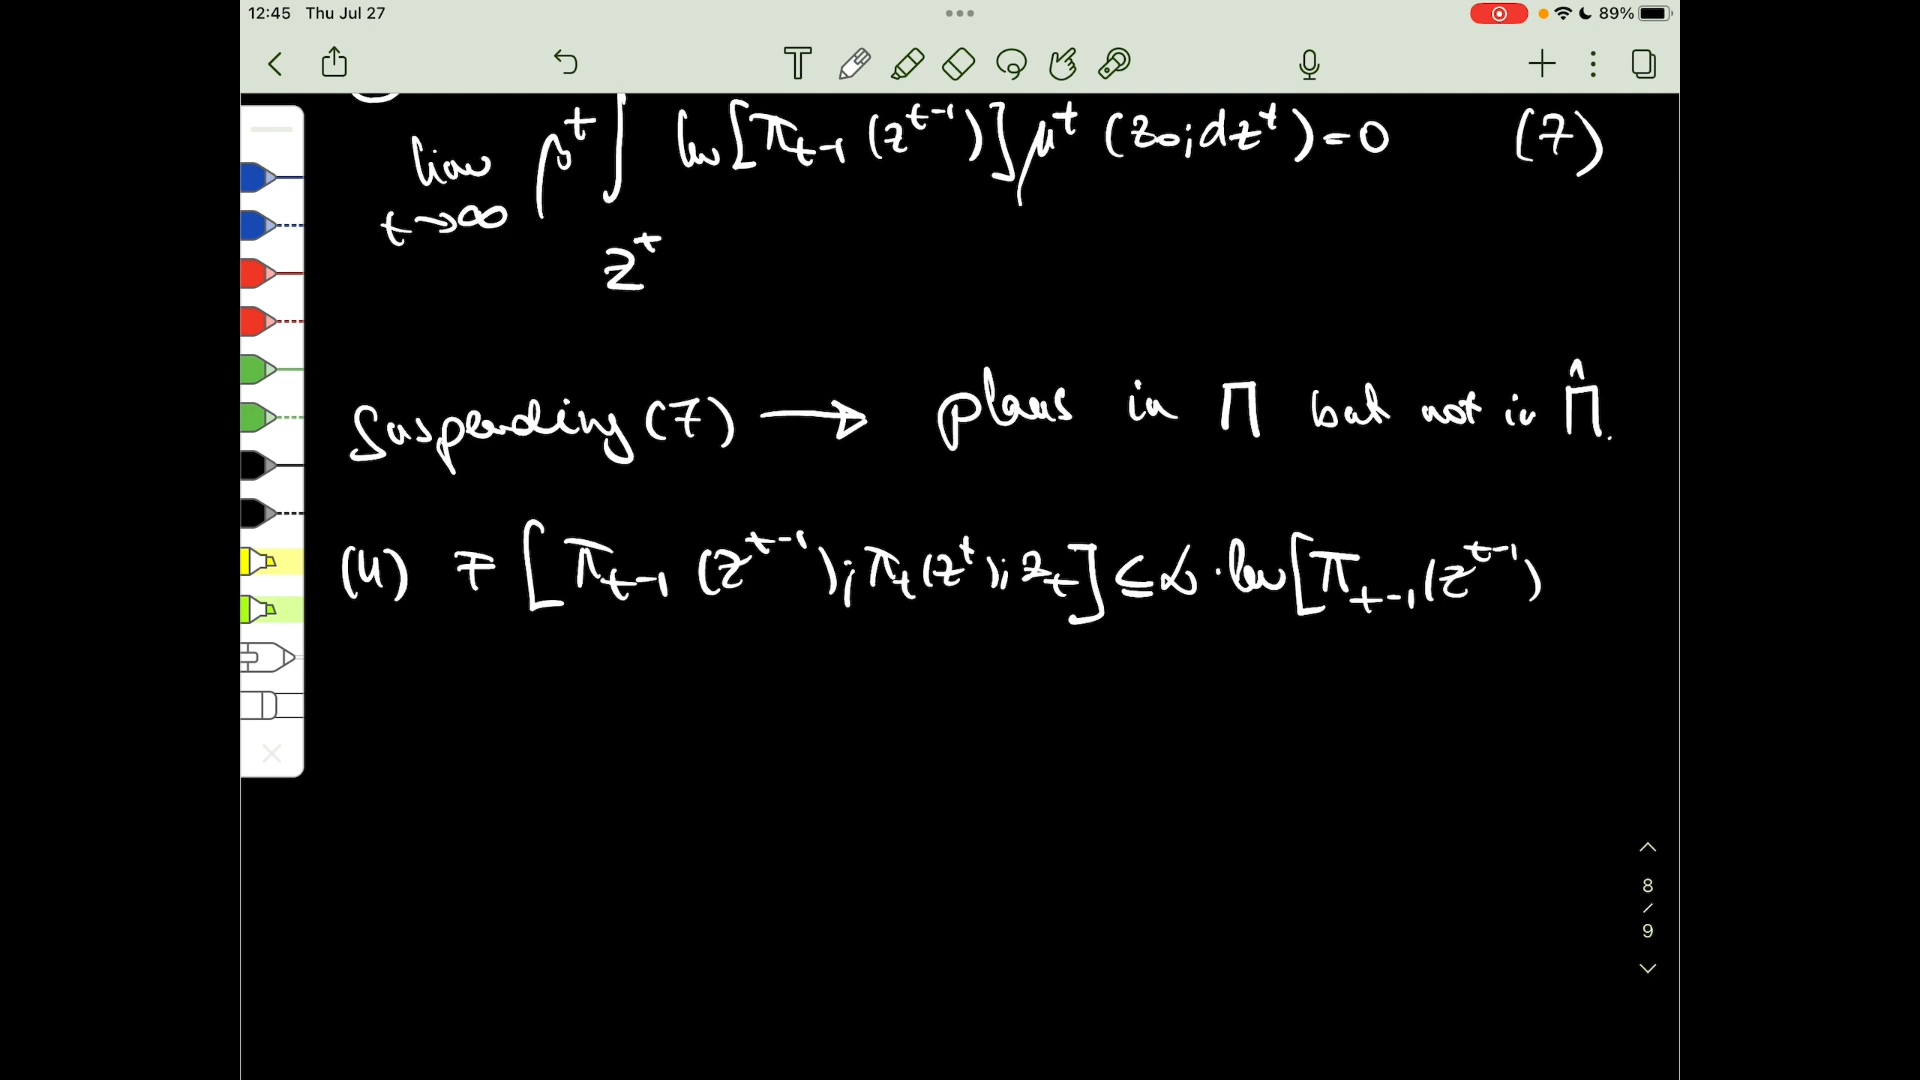 12:45 Thu Jul 27 89%
lim t→∞ β^t ∫_{Z^t} ln[π_{t-1}(z^{t-1})] μ^t(z_0; dz^t) = 0 (7)
Suspending (7) → plans in Π but not in Π̂.
(4) F[π_{t-1}(z^{t-1}); π_t(z^t); z_t] ≤ α · ln[π_{t-1}(z^{t-1})
8
/
9